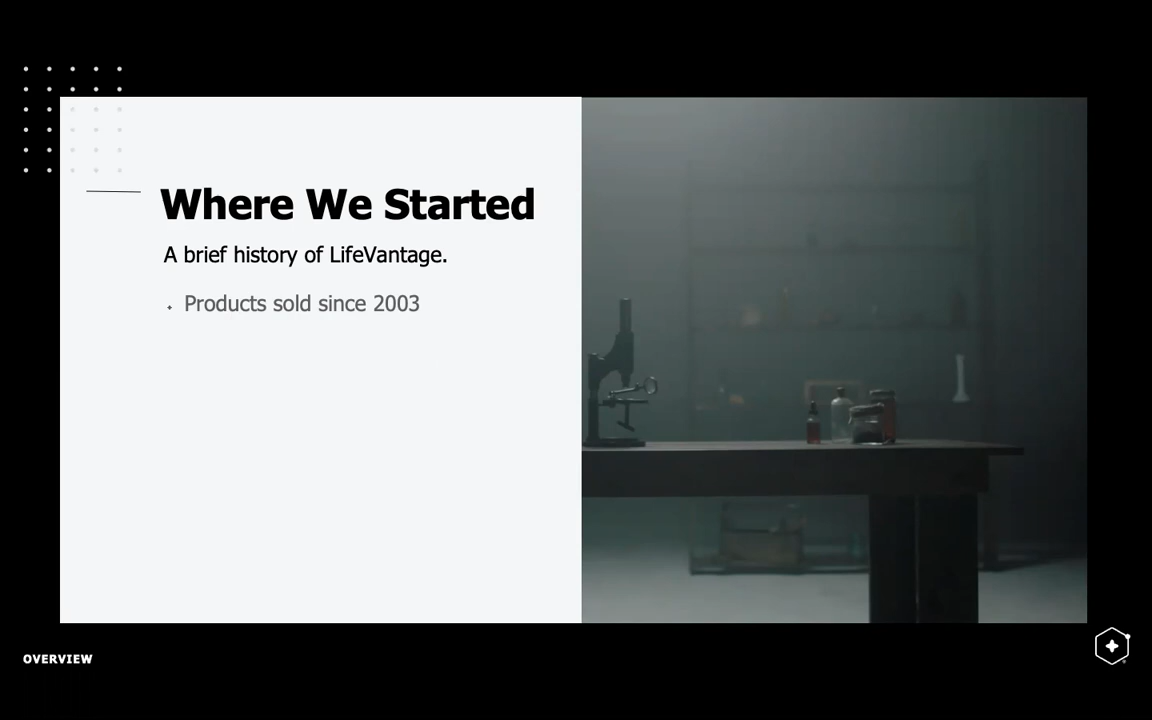 Where We Started
A brief history of LifeVantage.
Products sold since 2003
OVERVIEW